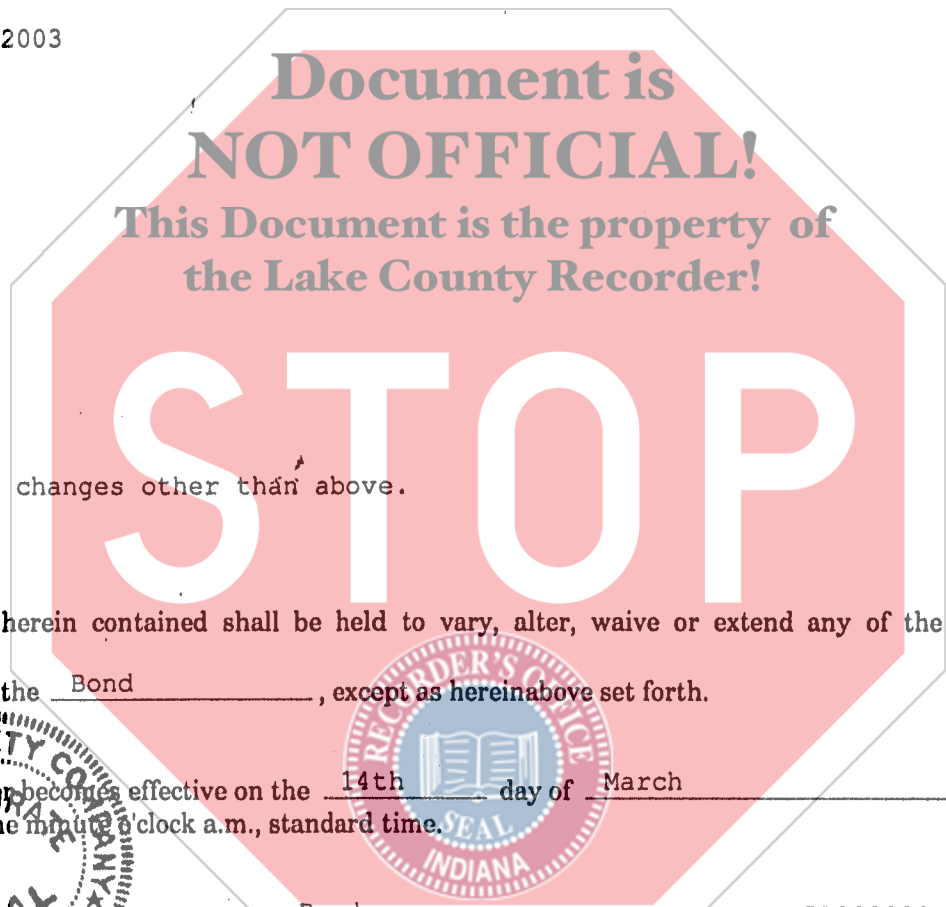 2003
Document is
NOT OFFICIAL!
This Document is the property of
the Lake County Recorder!
STOP
changes other than above.
herein contained shall be held to vary, alter, waive or extend any of the
the Bond , except as hereinabove set forth.
RECORDER'S OFFICE
becomes effective on the 14th day of March
minute o'clock a.m., standard time.
SEAL
INDIANA
COMPANY